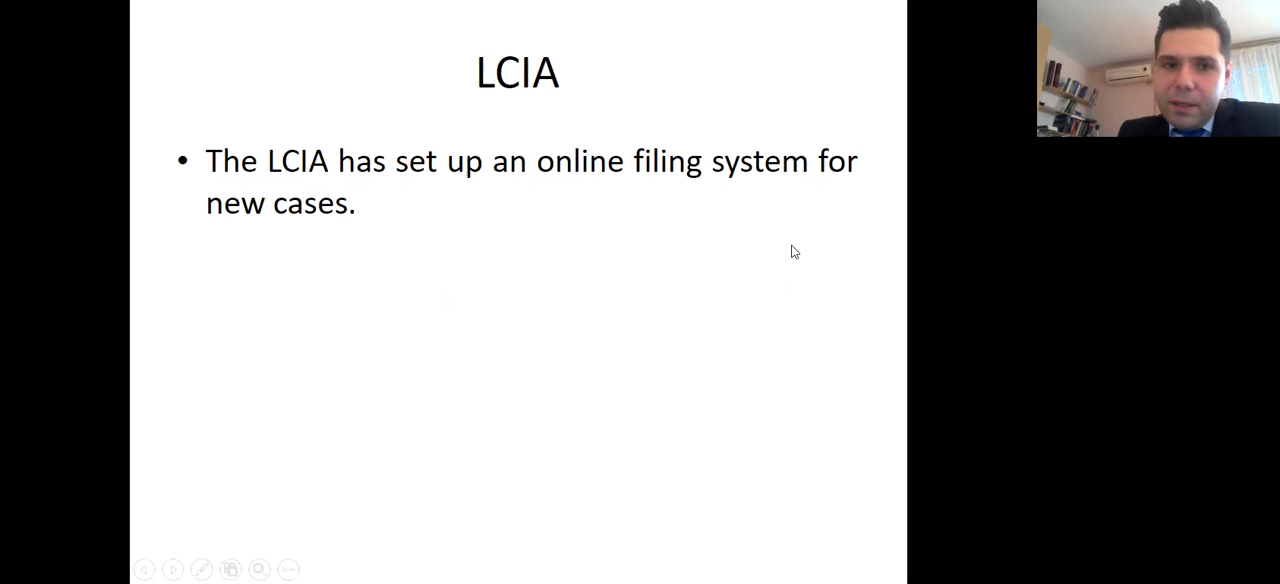 LCIA
• The LCIA has set up an online filing system for
new cases.